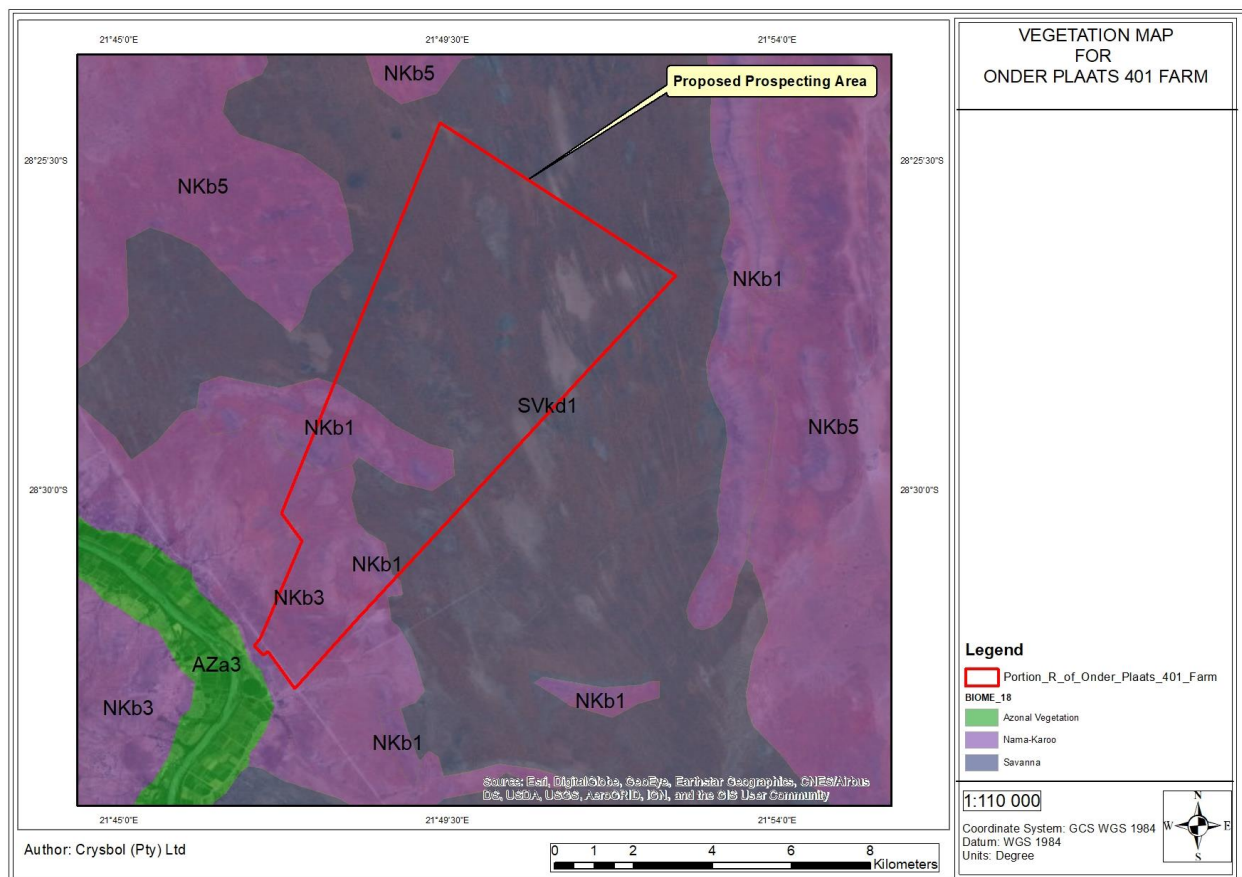 VEGETATION MAP
FOR
ONDER PLAATS 401 FARM
21°45'0"E
21°49'30"E
21°54'0"E
28°25'30"S
28°25'30"S
28°30'0"S
28°30'0"S
21°45'0"E
21°49'30"E
21°54'0"E
Proposed Prospecting Area
NKb5
NKb5
NKb1
SVkd1
NKb1
NKb5
NKb1
NKb3
AZa3
NKb3
NKb1
NKb1
Source: Esri, DigitalGlobe, GeoEye, Earthstar Geographics, CNES/Airbus
DS, USDA, USGS, AeroGRID, IGN, and the GIS User Community
Legend
Portion_R_of_Onder_Plaats_401_Farm
BIOME_18
Azonal Vegetation
Nama-Karoo
Savanna
1:110 000
Coordinate System: GCS WGS 1984
Datum: WGS 1984
Units: Degree
N
W E
S
Author: Crysbol (Pty) Ltd
0 1 2 4 6 8
Kilometers